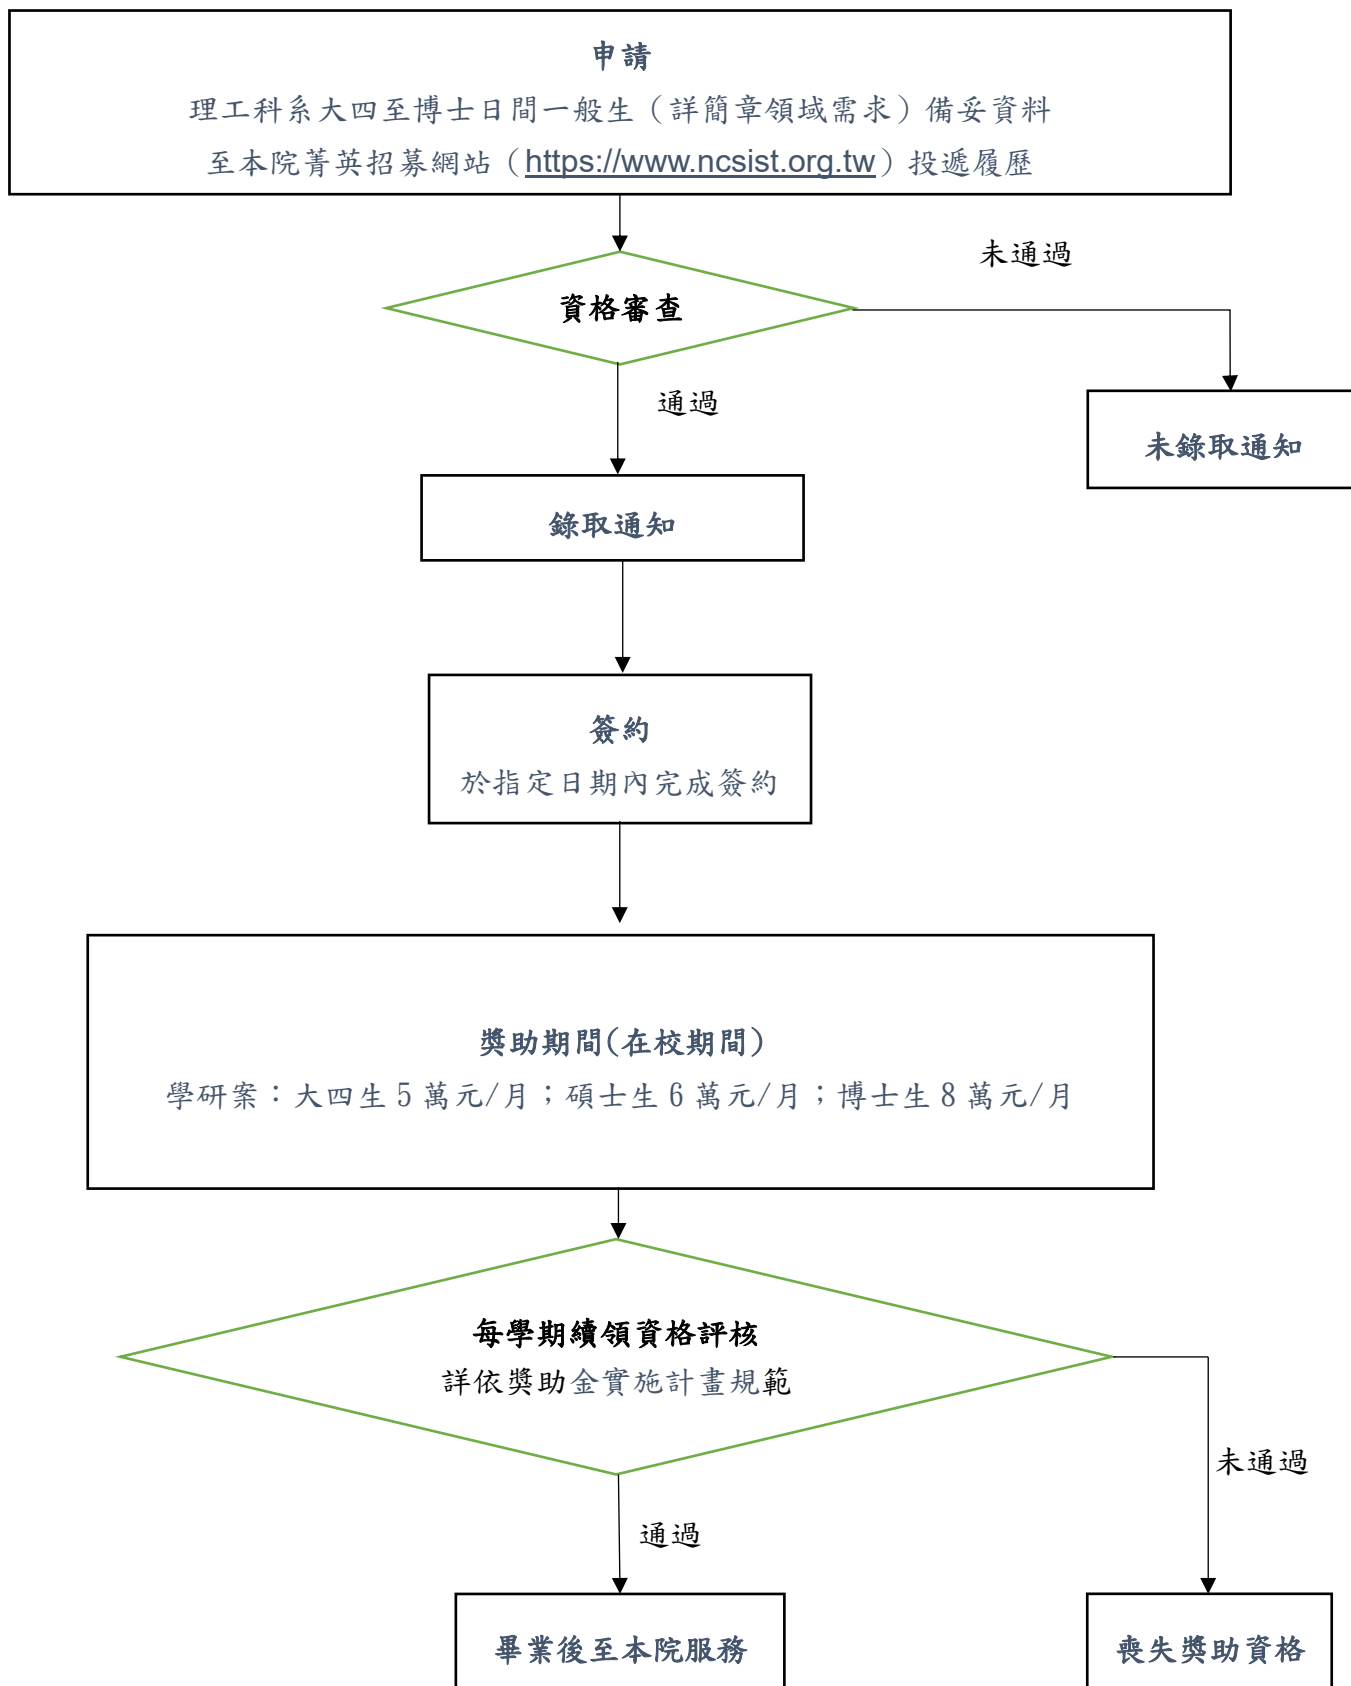 申請
理工科系大四至博士日間一般生（詳簡章領域需求）備妥資料
至本院菁英招募網站（https://www.ncsist.org.tw）投遞履歷
未通過
資格審查
通過
未錄取通知
錄取通知
簽約
於指定日期內完成簽約
獎助期間(在校期間)
學研案：大四生5萬元/月；碩士生6萬元/月；博士生8萬元/月
每學期續領資格評核
詳依獎助金實施計畫規範
未通過
通過
畢業後至本院服務
喪失獎助資格